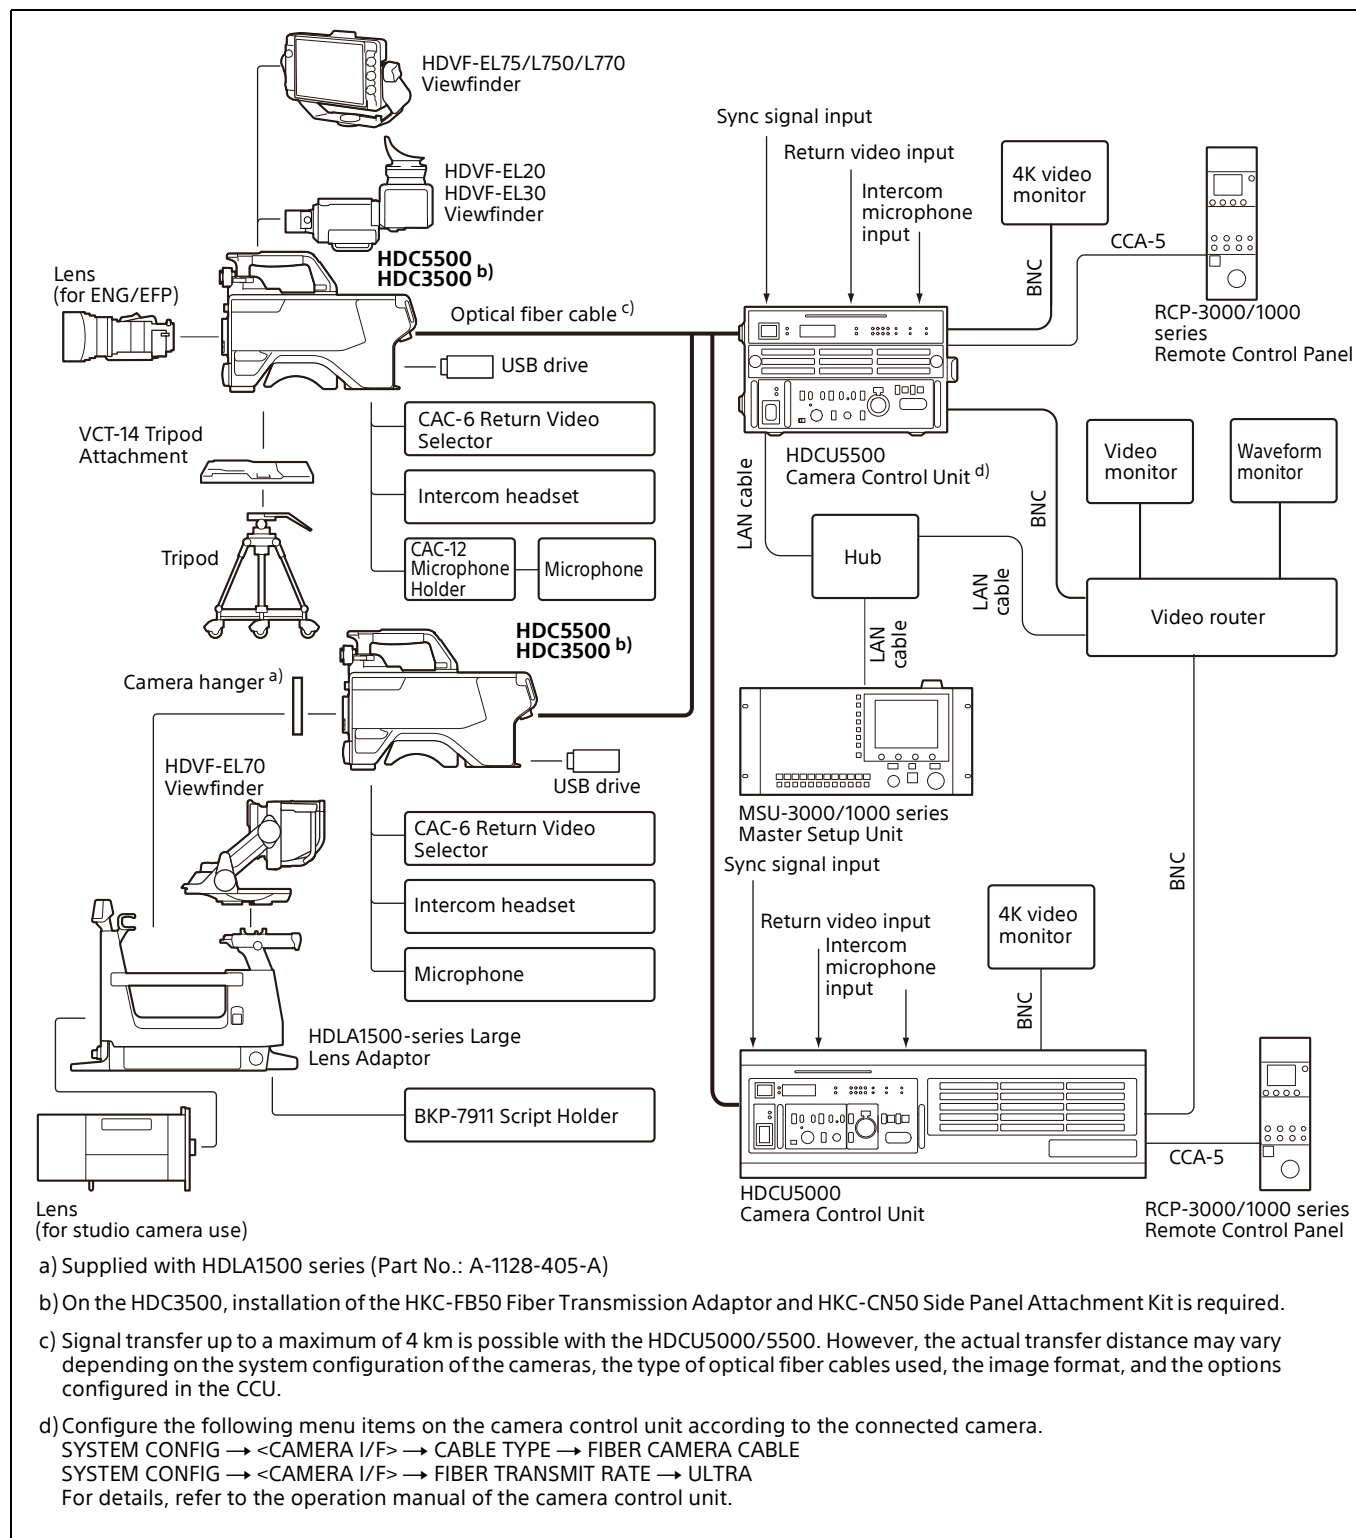 HDVF-EL75/L750/L770
Viewfinder
HDVF-EL20
HDVF-EL30
Viewfinder
HDC5500
HDC3500 b)
Lens
(for ENG/EFP)
Optical fiber cable c)
USB drive
VCT-14 Tripod
Attachment
CAC-6 Return Video
Selector
Intercom headset
Tripod
CAC-12
Microphone
Holder
Microphone
Sync signal input
Return video input
Intercom
microphone
input
4K video
monitor
BNC
CCA-5
RCP-3000/1000
series
Remote Control Panel
HDCU5500
Camera Control Unit d)
LAN cable
BNC
Video
monitor
Waveform
monitor
Hub
LAN
cable
LAN
cable
Video router
HDC5500
HDC3500 b)
Camera hanger a)
HDVF-EL70
Viewfinder
USB drive
CAC-6 Return Video
Selector
Intercom headset
Microphone
HDLA1500-series Large
Lens Adaptor
BKP-7911 Script Holder
Lens
(for studio camera use)
MSU-3000/1000 series
Master Setup Unit
Sync signal input
Return video input
Intercom
microphone
input
4K video
monitor
BNC
BNC
HDCU5000
Camera Control Unit
CCA-5
RCP-3000/1000 series
Remote Control Panel
a) Supplied with HDLA1500 series (Part No.: A-1128-405-A)
b) On the HDC3500, installation of the HKC-FB50 Fiber Transmission Adaptor and HKC-CN50 Side Panel Attachment Kit is required.
c) Signal transfer up to a maximum of 4 km is possible with the HDCU5000/5500. However, the actual transfer distance may vary
depending on the system configuration of the cameras, the type of optical fiber cables used, the image format, and the options
configured in the CCU.
d) Configure the following menu items on the camera control unit according to the connected camera.
SYSTEM CONFIG → <CAMERA I/F> → CABLE TYPE → FIBER CAMERA CABLE
SYSTEM CONFIG → <CAMERA I/F> → FIBER TRANSMIT RATE → ULTRA
For details, refer to the operation manual of the camera control unit.